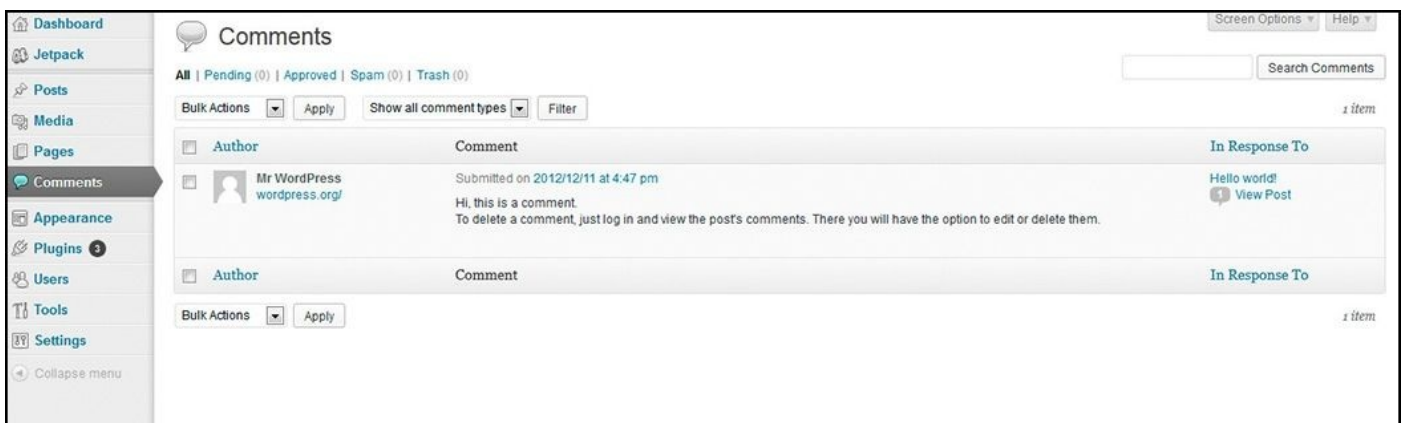 Dashboard
Jetpack
Posts
Media
Pages
Comments
Appearance
Plugins 3
Users
Tools
Settings
Collapse menu
Screen Options Help
Comments
All | Pending (0) | Approved | Spam (0) | Trash (0)
Search Comments
Bulk Actions Apply Show all comment types Filter
1 item
Author Comment In Response To
Mr WordPress
wordpress.org/
Submitted on 2012/12/11 at 4:47 pm
Hi, this is a comment.
To delete a comment, just log in and view the post's comments. There you will have the option to edit or delete them.
Hello world!
1 View Post
Author Comment In Response To
Bulk Actions Apply
1 item